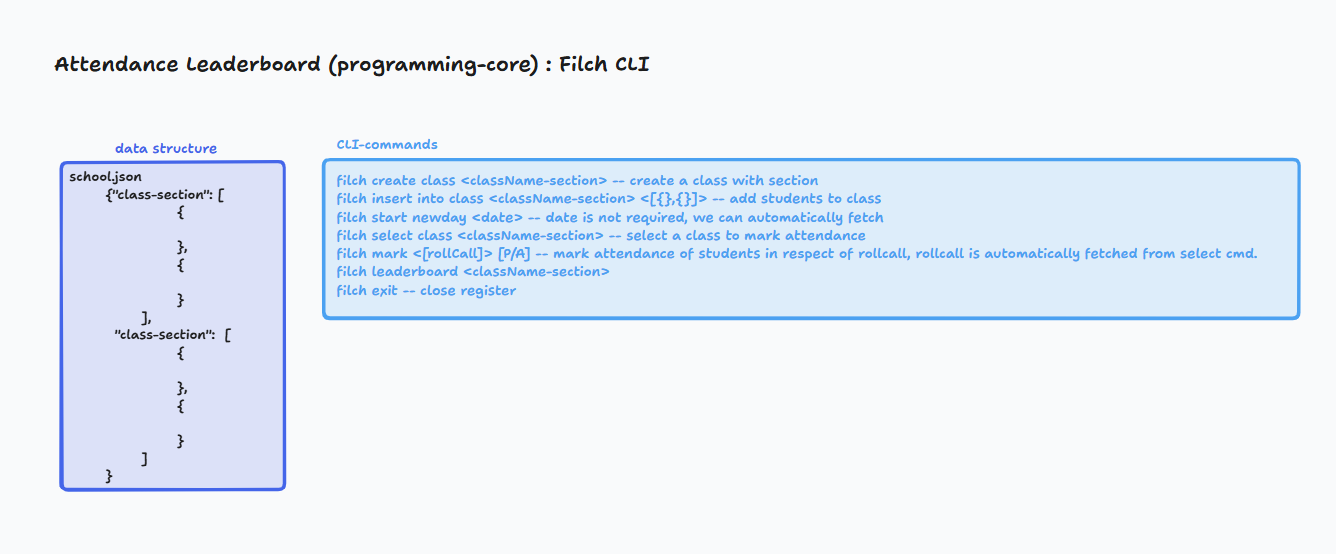 Attendance Leaderboard (programming-core) : Filch CLI
data structure
school.json
{"class-section": [
{
},
{
}
],
"class-section": [
{
},
{
}
]
}
CLI-commands
filch create class <className-section> -- create a class with section
filch insert into class <className-section> <[{},{}]> -- add students to class
filch start newday <date> -- date is not required, we can automatically fetch
filch select class <className-section> -- select a class to mark attendance
filch mark <[rollCall]> [P/A] -- mark attendance of students in respect of rollcall, rollcall is automatically fetched from select cmd.
filch leaderboard <className-section>
filch exit -- close register